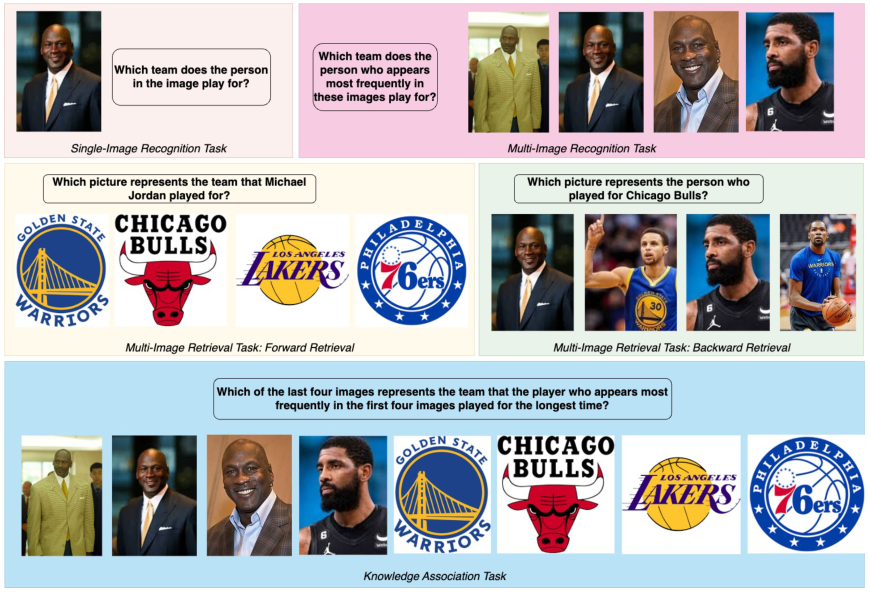 Which team does the person
in the image play for?
Single-Image Recognition Task
Which team does the
person who appears
most frequently in
these images play for?
6
Multi-Image Recognition Task
Which picture represents the team that Michael
Jordan played for?
GOLDEN STATE
WARRIORS
CHICAGO
BULLS
LOS ANGELES
LAKERS
PHILADELPHIA
76ers
Multi-Image Retrieval Task: Forward Retrieval
Which picture represents the person who
played for Chicago Bulls?
30
6
WARRIORS
Multi-Image Retrieval Task: Backward Retrieval
Which of the last four images represents the team that the player who appears most
frequently in the first four images played for the longest time?
6
GOLDEN STATE
WARRIORS
CHICAGO
BULLS
LOS ANGELES
LAKERS
PHILADELPHIA
76ers
Knowledge Association Task